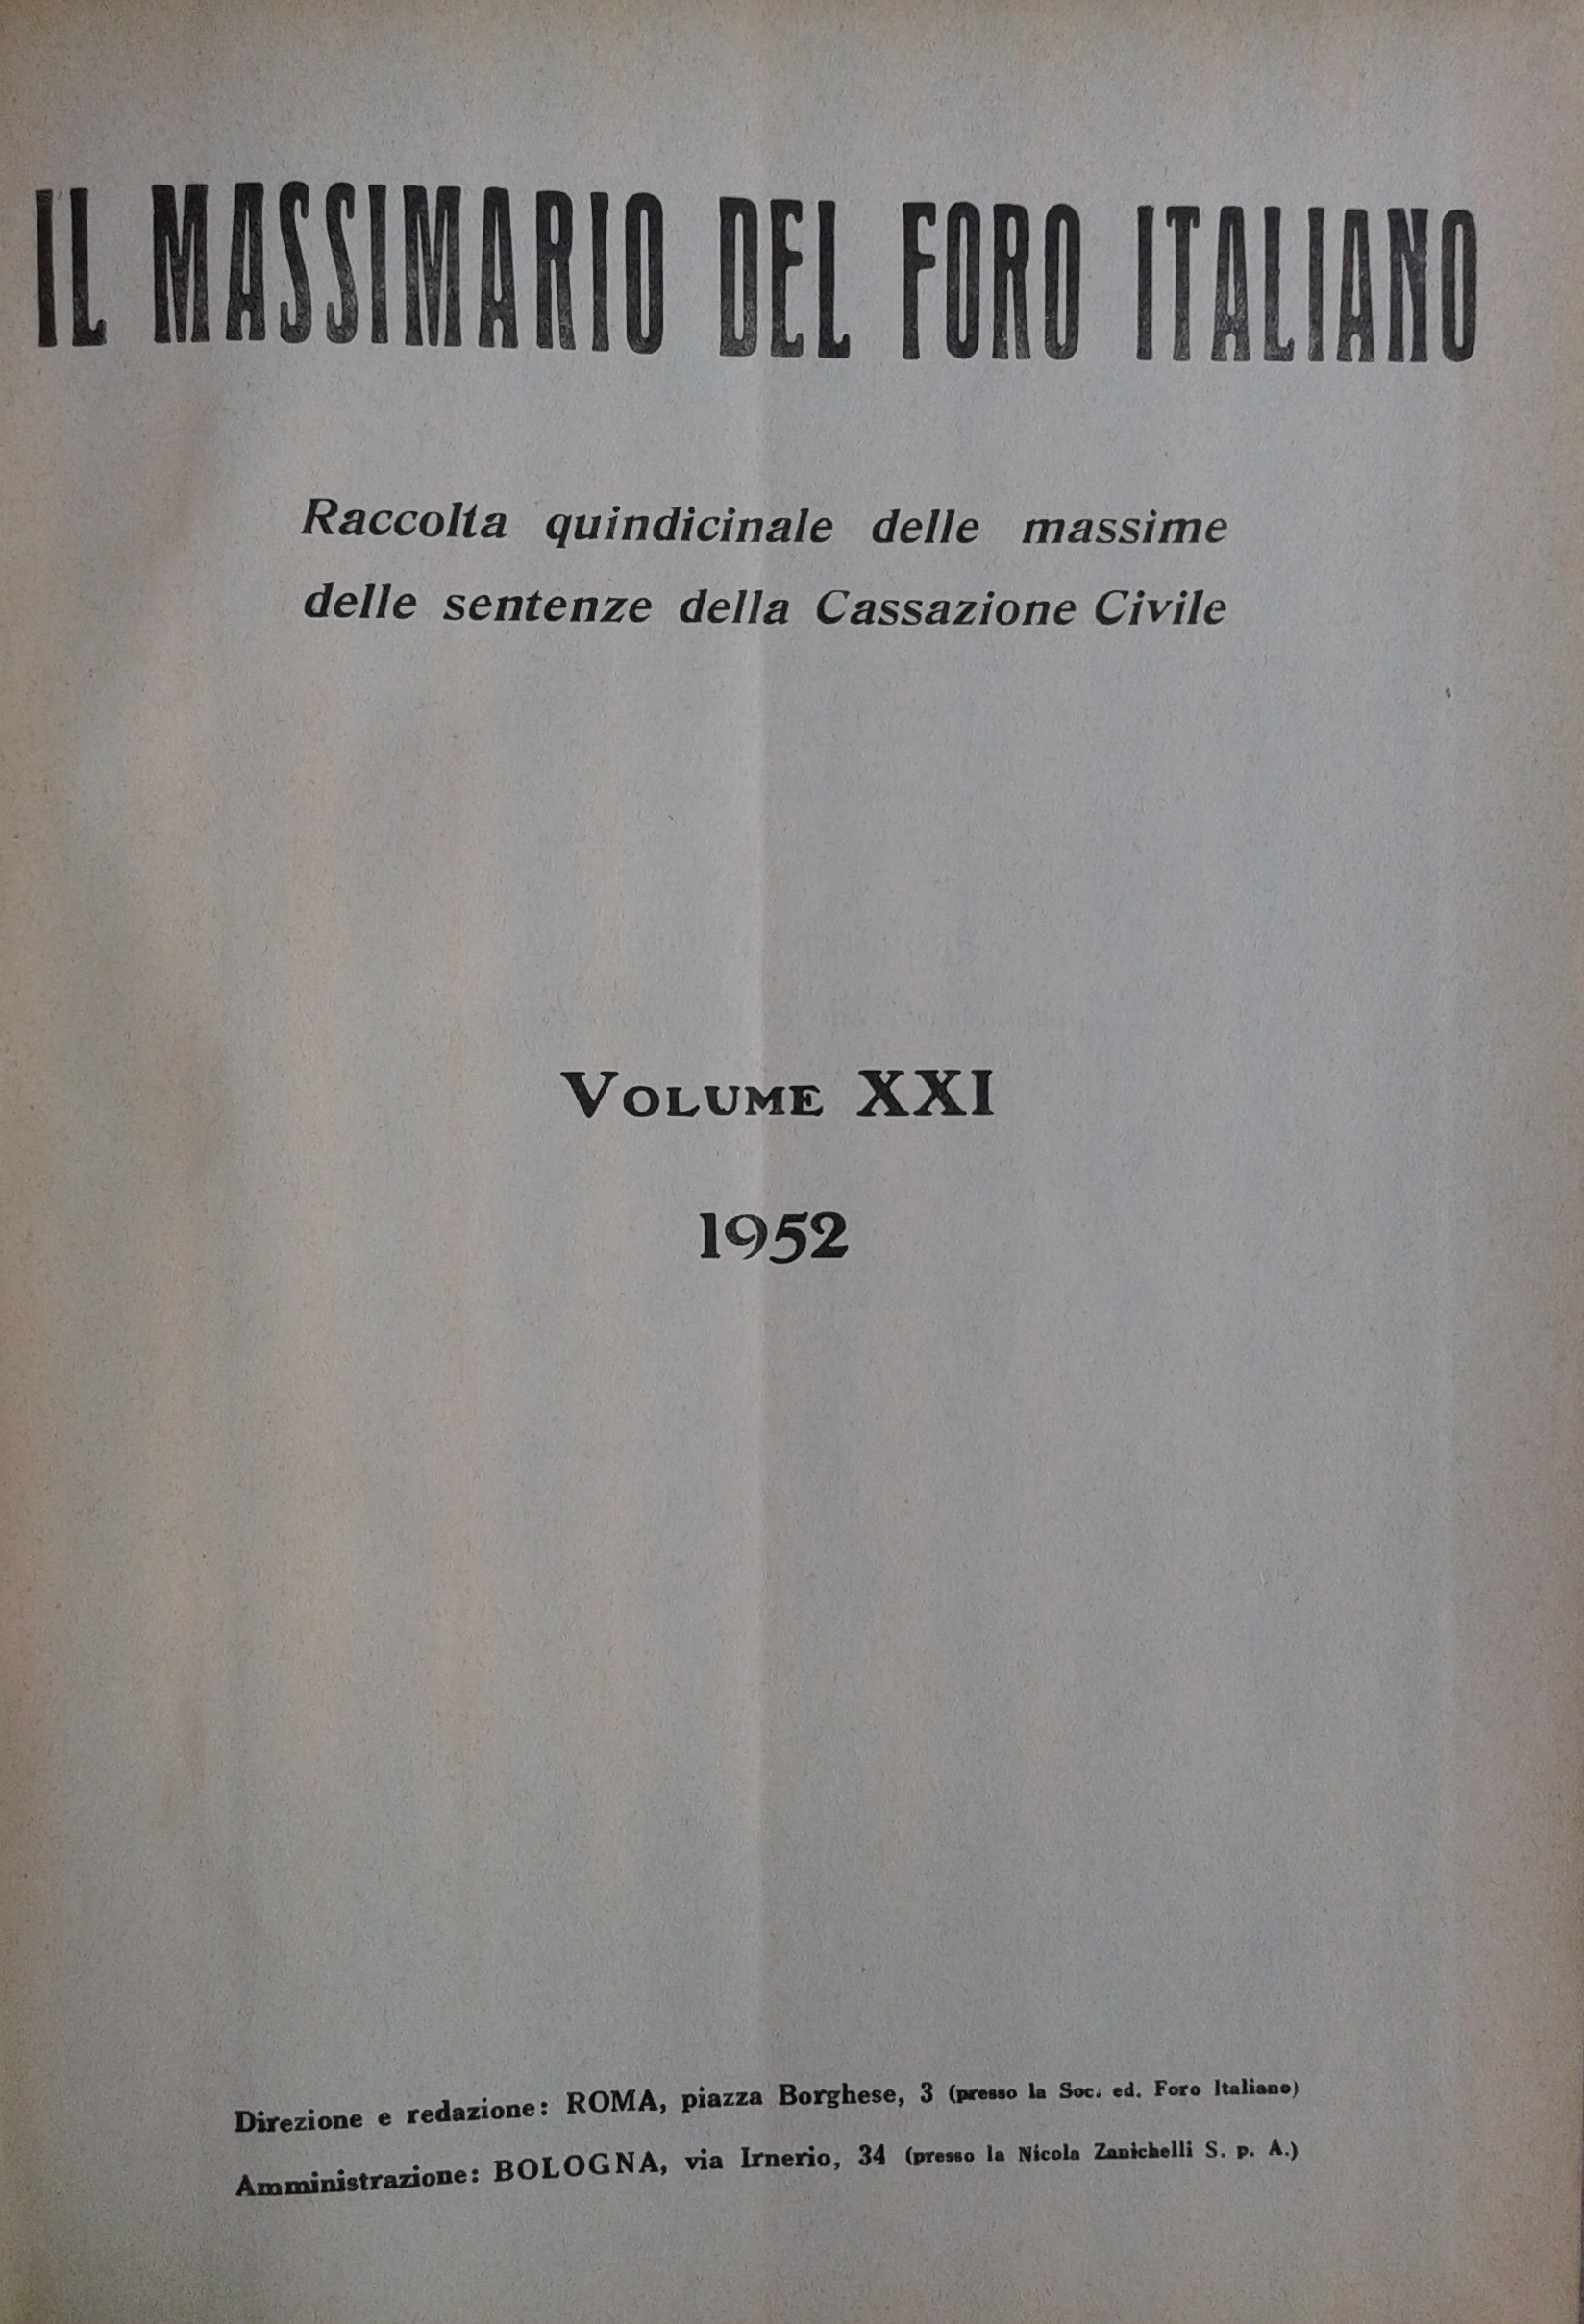 IL MASSIMARIO DEL FORO ITALIANO
Raccolta quindicinale delle massime
delle sentenze della Cassazione Civile
VOLUME XXI
1952
Direzione e redazione: ROMA, piazza Borghese, 3 (presso la Soc. ed. Foro Italiano)
Amministrazione: BOLOGNA, via Irnerio, 34 (presso la Nicola Zanichelli S. p. A.)